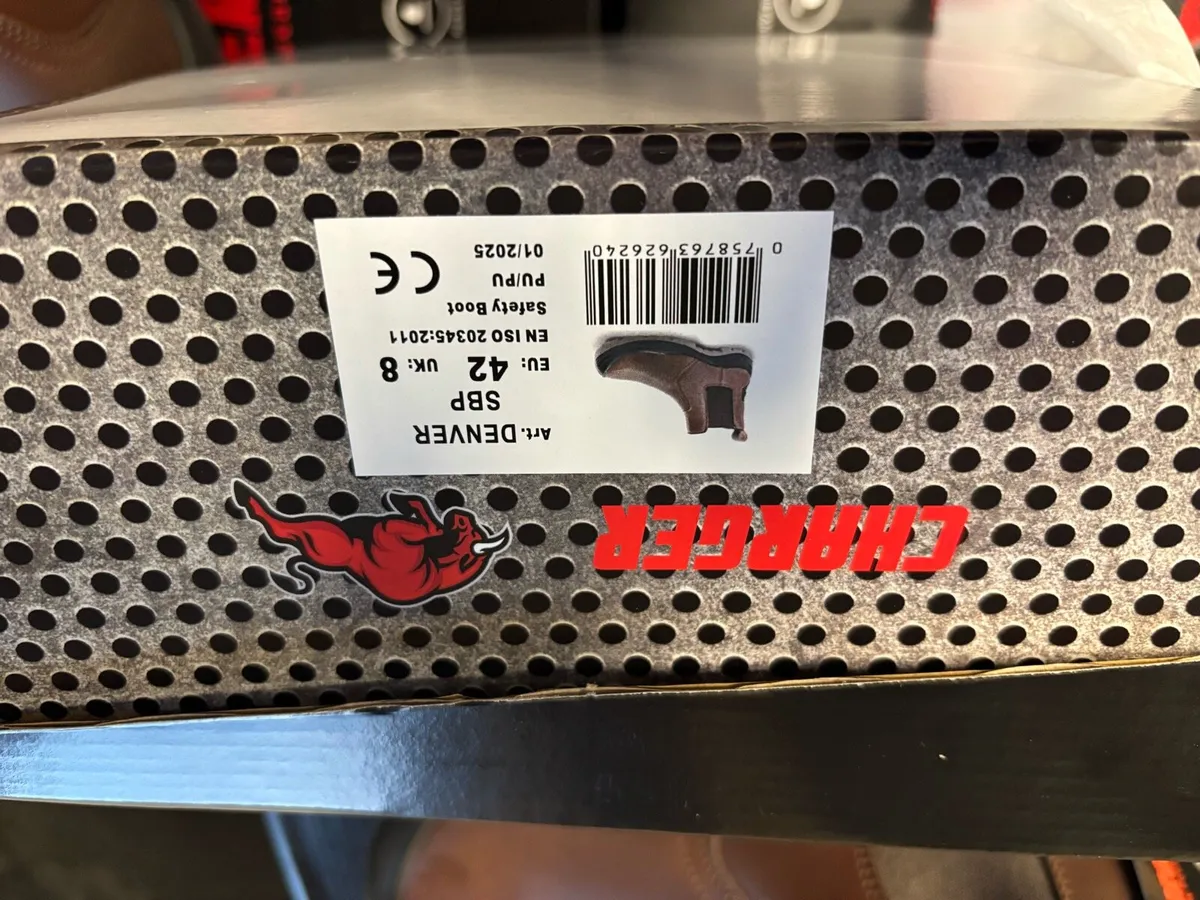 CHARGER
Art. DENVER
SBP
EU: 42 UK: 8
EN ISO 20345:2011
Safety Boot
PU/PU
01/2025
CE
0 758763 626240